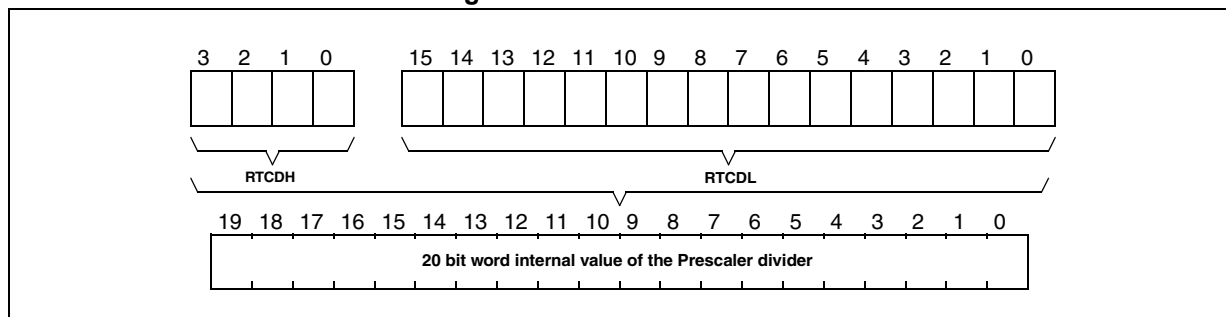 3 2 1 0 15 14 13 12 11 10 9 8 7 6 5 4 3 2 1 0
RTCDH RTCDL
19 18 17 16 15 14 13 12 11 10 9 8 7 6 5 4 3 2 1 0
20 bit word internal value of the Prescaler divider